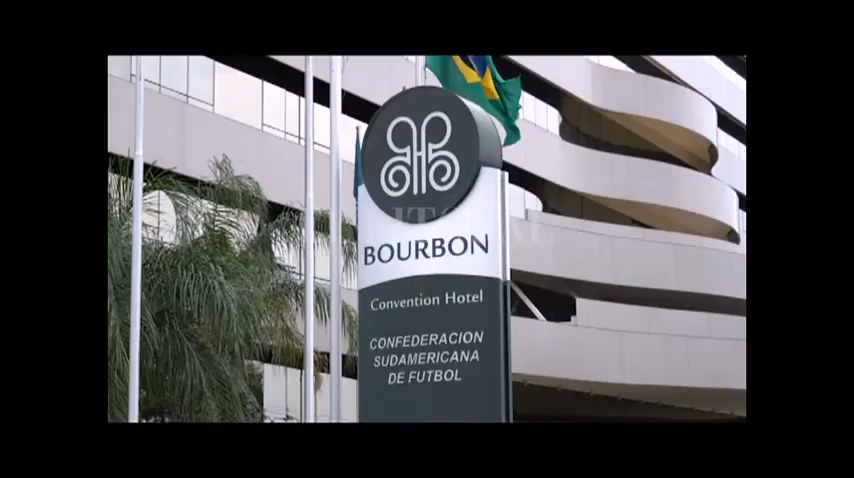 BOURBON
Convention Hotel
CONFEDERACION
SUDAMERICANA
DE FUTBOL